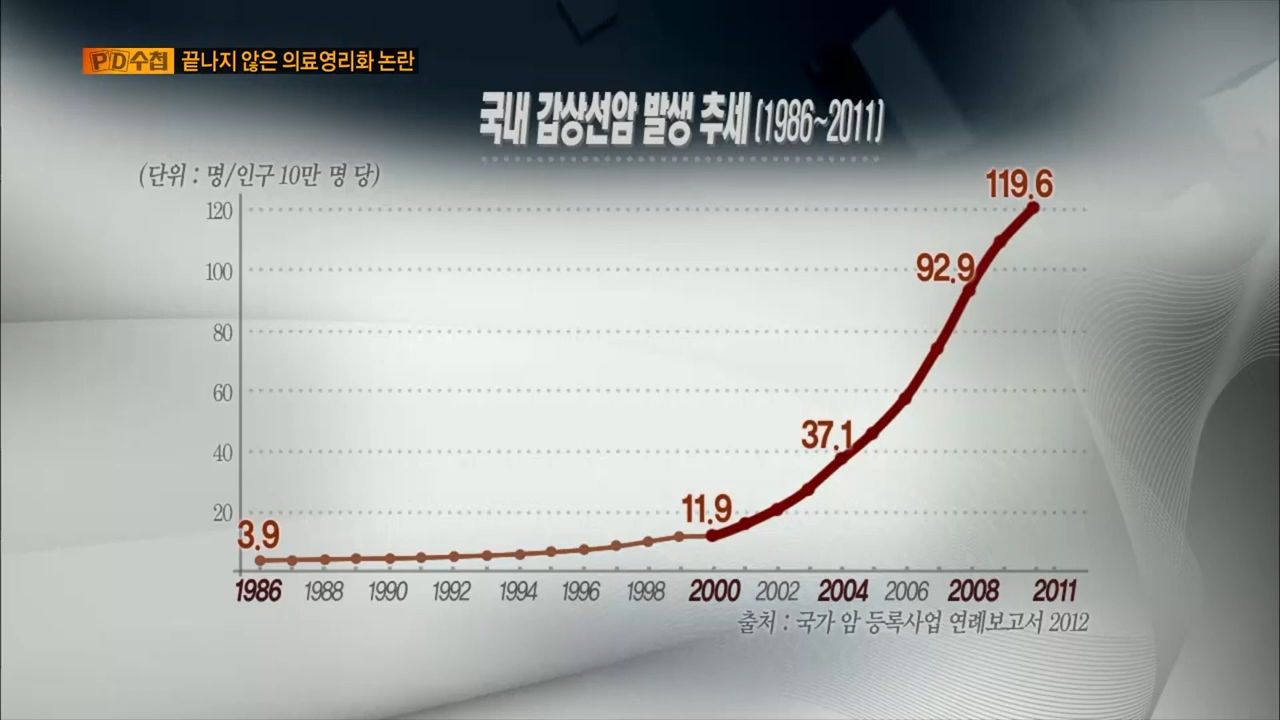 PD수첩 끝나지 않은 의료영리화 논란
국내 갑상선암 발생 추세 (1986~2011)
(단위 : 명/인구 10만 명 당)
119.6
120
100
92.9
80
60
40
37.1
20
11.9
3.9
1986 1988 1990 1992 1994 1996 1998 2000 2002 2004 2006 2008 2011
출처 : 국가 암 등록사업 연례보고서 2012